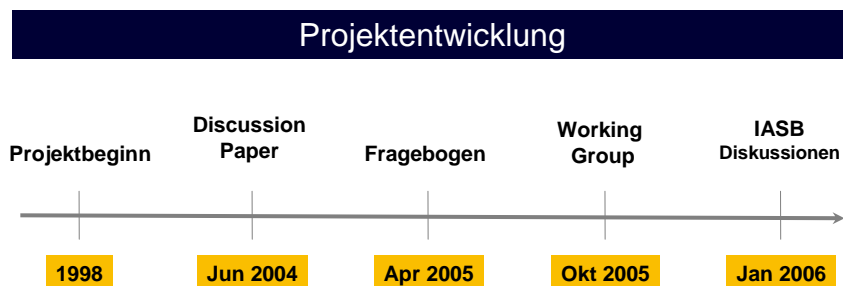 Projektentwicklung
Projektbeginn
Discussion
Paper
Fragebogen
Working
Group
IASB
Diskussionen
1998
Jun 2004
Apr 2005
Okt 2005
Jan 2006